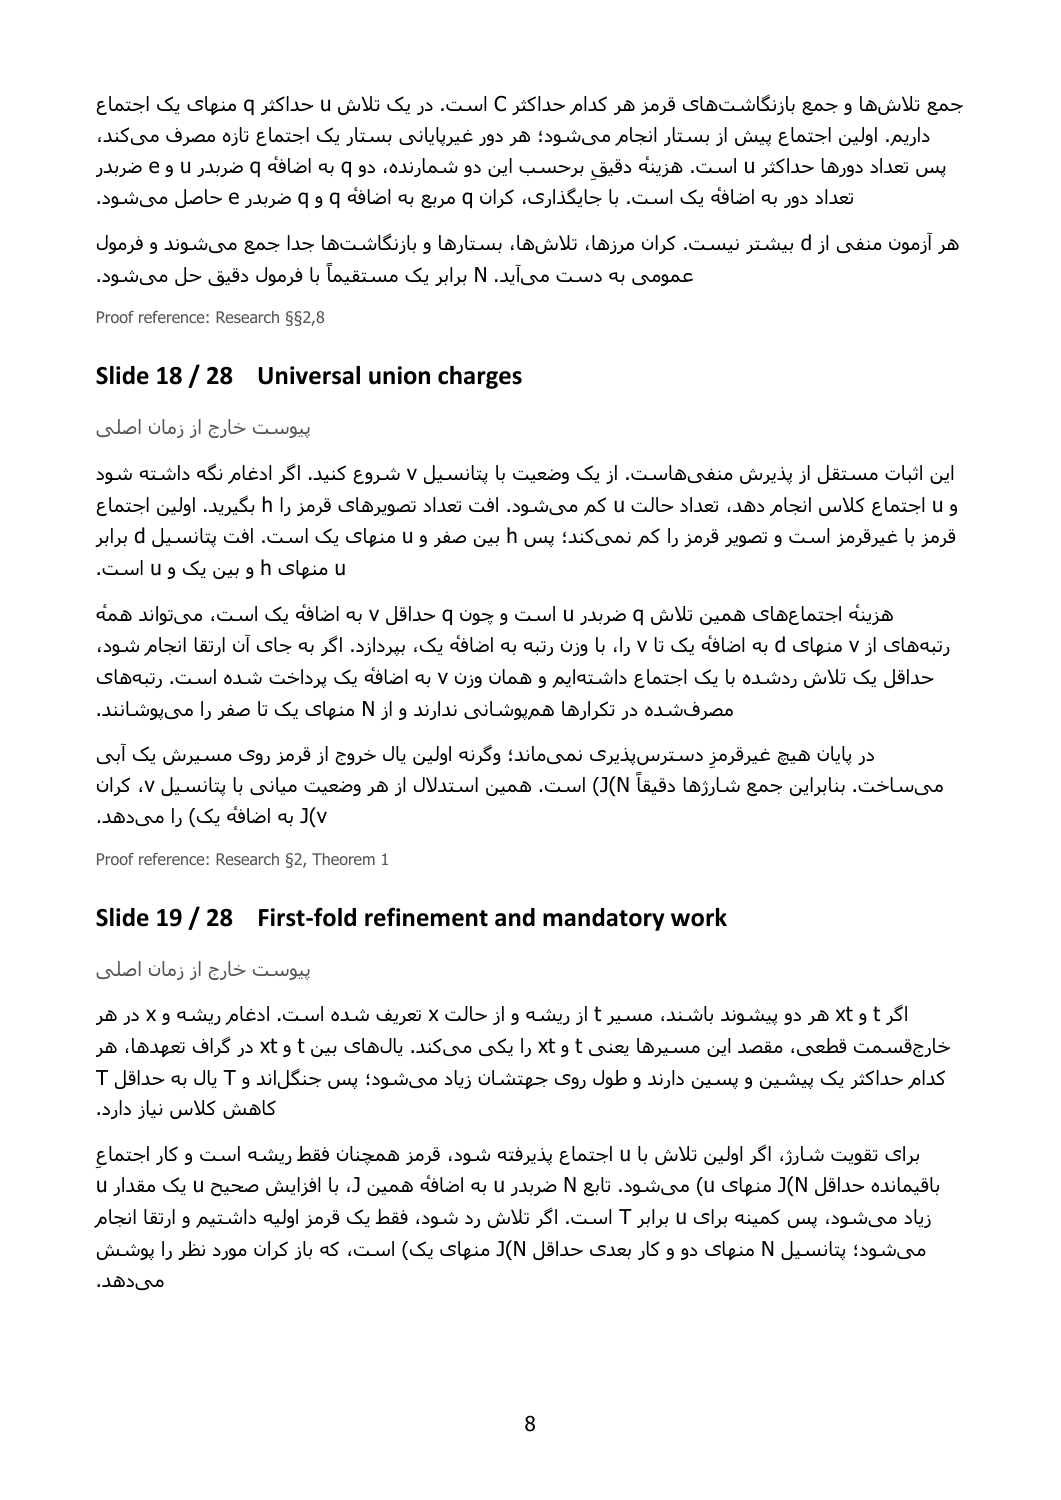 جمع تلاش‌ها و جمع بازنگاشت‌های قرمز هر کدام حداکثر C است. در یک تلاش u حداکثر q منهای یک اجتماع
داریم. اولین اجتماع پیش از بستار انجام می‌شود؛ هر دور غیرپایانی بستار یک اجتماع تازه مصرف می‌کند،
پس تعداد دورها حداکثر u است. هزینهٔ دقیقِ برحسب این دو شمارنده، دو q به اضافهٔ q ضربدر u و e ضربدر
تعداد دور به اضافهٔ یک است. با جایگذاری، کران q مربع به اضافهٔ q و q ضربدر e حاصل می‌شود.
هر آزمون منفی از d بیشتر نیست. کران مرزها، تلاش‌ها، بستارها و بازنگاشت‌ها جدا جمع می‌شوند و فرمول
عمومی به دست می‌آید. N برابر یک مستقیماً با فرمول دقیق حل می‌شود.
Proof reference: Research §§2,8
Slide 18 / 28 Universal union charges
پیوست خارج از زمان اصلی
این اثبات مستقل از پذیرش منفی‌هاست. از یک وضعیت با پتانسیل v شروع کنید. اگر ادغام نگه داشته شود
و u اجتماع کلاس انجام دهد، تعداد حالت u کم می‌شود. افت تعداد تصویرهای قرمز را h بگیرید. اولین اجتماع
قرمز با غیرقرمز است و تصویر قرمز را کم نمی‌کند؛ پس h بین صفر و u منهای یک است. افت پتانسیل d برابر
u منهای h و بین یک و u است.
هزینهٔ اجتماع‌های همین تلاش q ضربدر u است و چون q حداقل v به اضافهٔ یک است، می‌تواند همهٔ
رتبه‌های از v منهای d به اضافهٔ یک تا v را، با وزن رتبه به اضافهٔ یک، بپردازد. اگر به جای آن ارتقا انجام شود،
حداقل یک تلاش ردشده با یک اجتماع داشته‌ایم و همان وزن v به اضافهٔ یک پرداخت شده است. رتبه‌های
مصرف‌شده در تکرارها هم‌پوشانی ندارند و از N منهای یک تا صفر را می‌پوشانند.
در پایان هیچ غیرقرمزِ دسترس‌پذیری نمی‌ماند؛ وگرنه اولین یال خروج از قرمز روی مسیرش یک آبی
می‌ساخت. بنابراین جمع شارژها دقیقاً J(N) است. همین استدلال از هر وضعیت میانی با پتانسیل v، کران
J(v به اضافهٔ یک) را می‌دهد.
Proof reference: Research §2, Theorem 1
Slide 19 / 28 First-fold refinement and mandatory work
پیوست خارج از زمان اصلی
اگر t و xt هر دو پیشوند باشند، مسیر t از ریشه و از حالت x تعریف شده است. ادغام ریشه و x در هر
خارج‌قسمت قطعی، مقصد این مسیرها یعنی t و xt را یکی می‌کند. یال‌های بین t و xt در گراف تعهدها، هر
کدام حداکثر یک پیشین و پسین دارند و طول روی جهتشان زیاد می‌شود؛ پس جنگل‌اند و T یال به حداقل T
کاهش کلاس نیاز دارد.
برای تقویت شارژ، اگر اولین تلاش با u اجتماع پذیرفته شود، قرمز همچنان فقط ریشه است و کار اجتماعِ
باقیمانده حداقل J(N منهای u) می‌شود. تابع N ضربدر u به اضافهٔ همین J، با افزایش صحیح u یک مقدار u
زیاد می‌شود، پس کمینه برای u برابر T است. اگر تلاش رد شود، فقط یک قرمز اولیه داشتیم و ارتقا انجام
می‌شود؛ پتانسیل N منهای دو و کار بعدی حداقل J(N منهای یک) است، که باز کران مورد نظر را پوشش
می‌دهد.
8